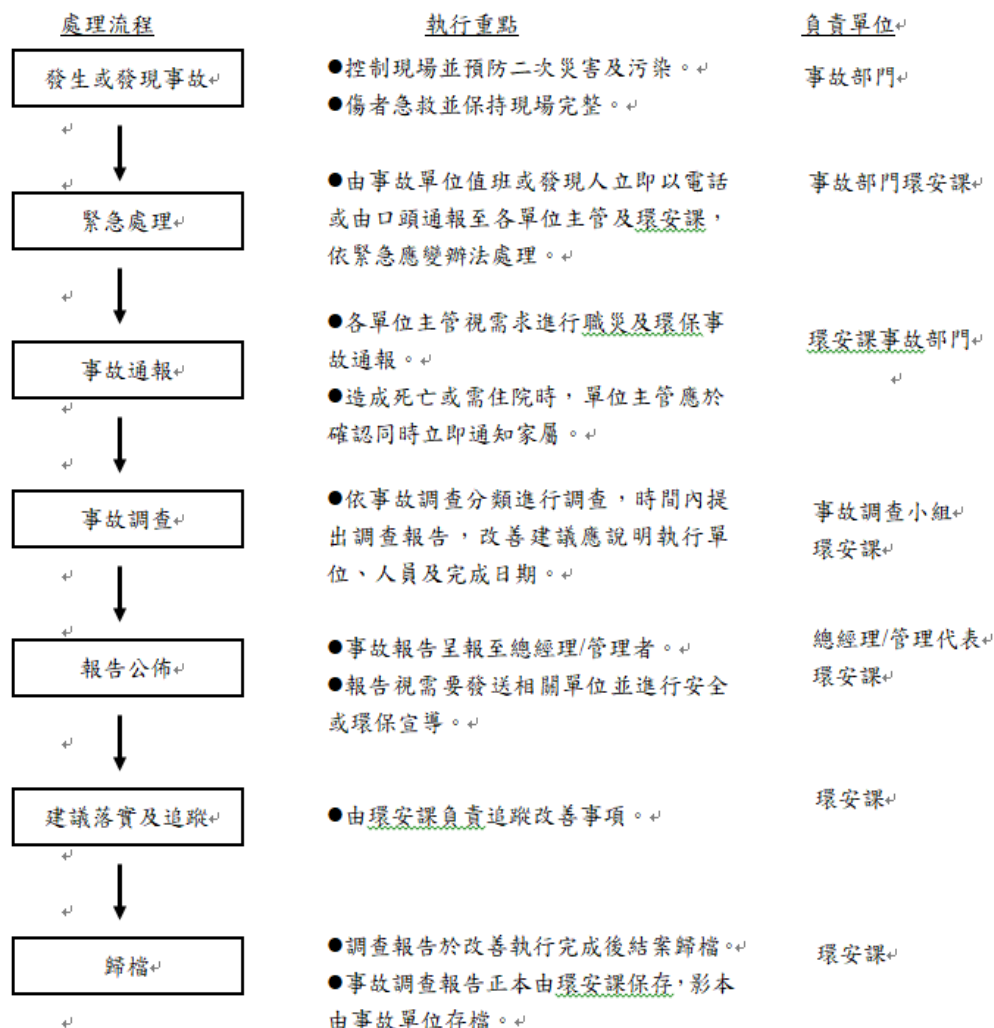 處理流程 執行重點 負責單位
發生或發現事故 ●控制現場並預防二次災害及污染。 事故部門
●傷者急救並保持現場完整。
緊急處理 ●由事故單位值班或發現人立即以電話 事故部門環安課
或由口頭通報至各單位主管及環安課，
依緊急應變辦法處理。
事故通報 ●各單位主管視需求進行職災及環保事 環安課事故部門
故通報。
●造成死亡或需住院時，單位主管應於
確認同時立即通知家屬。
事故調查 ●依事故調查分類進行調查，時間內提 事故調查小組
出調查報告，改善建議應說明執行單 環安課
位、人員及完成日期。
報告公佈 ●事故報告呈報至總經理/管理者。 總經理/管理代表
●報告視需要發送相關單位並進行安全 環安課
或環保宣導。
建議落實及追蹤 ●由環安課負責追蹤改善事項。 環安課
歸檔 ●調查報告於改善執行完成後結案歸檔。 環安課
●事故調查報告正本由環安課保存，影本
由事故單位存檔。